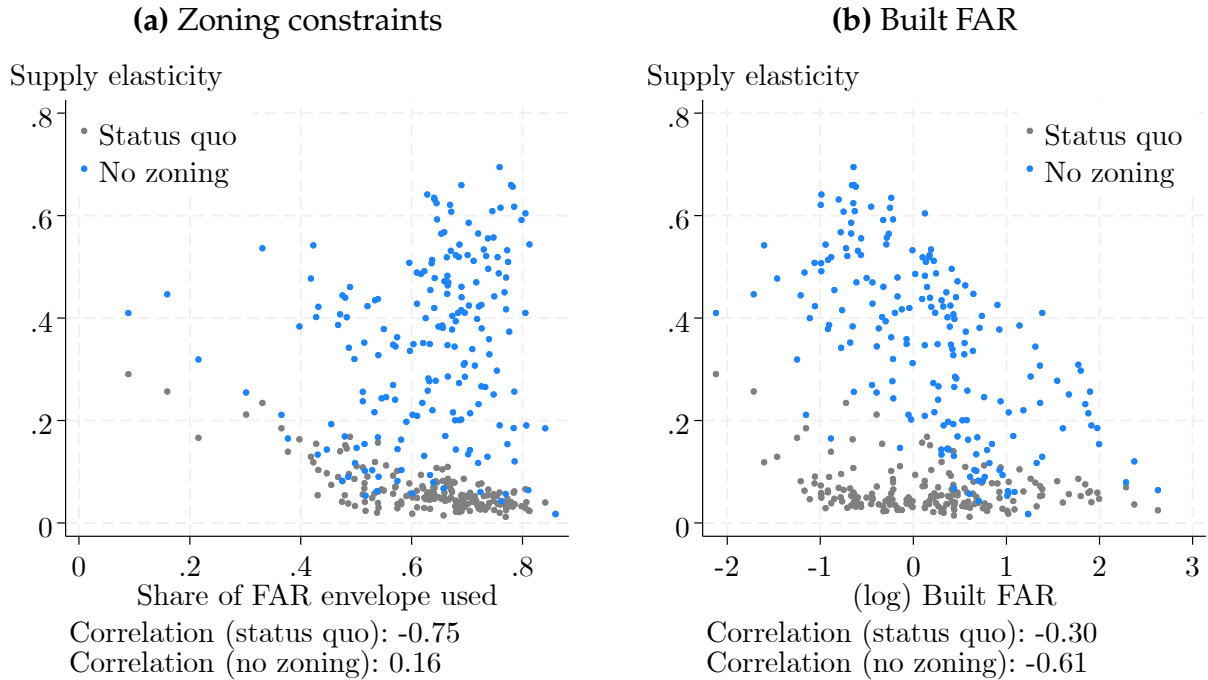 (a) Zoning constraints
Supply elasticity
.8
.6
.4
.2
0
Status quo
No zoning
0 .2 .4 .6 .8
Share of FAR envelope used
Correlation (status quo): -0.75
Correlation (no zoning): 0.16
(b) Built FAR
Supply elasticity
.8
.6
.4
.2
0
Status quo
No zoning
-2 -1 0 1 2 3
(log) Built FAR
Correlation (status quo): -0.30
Correlation (no zoning): -0.61